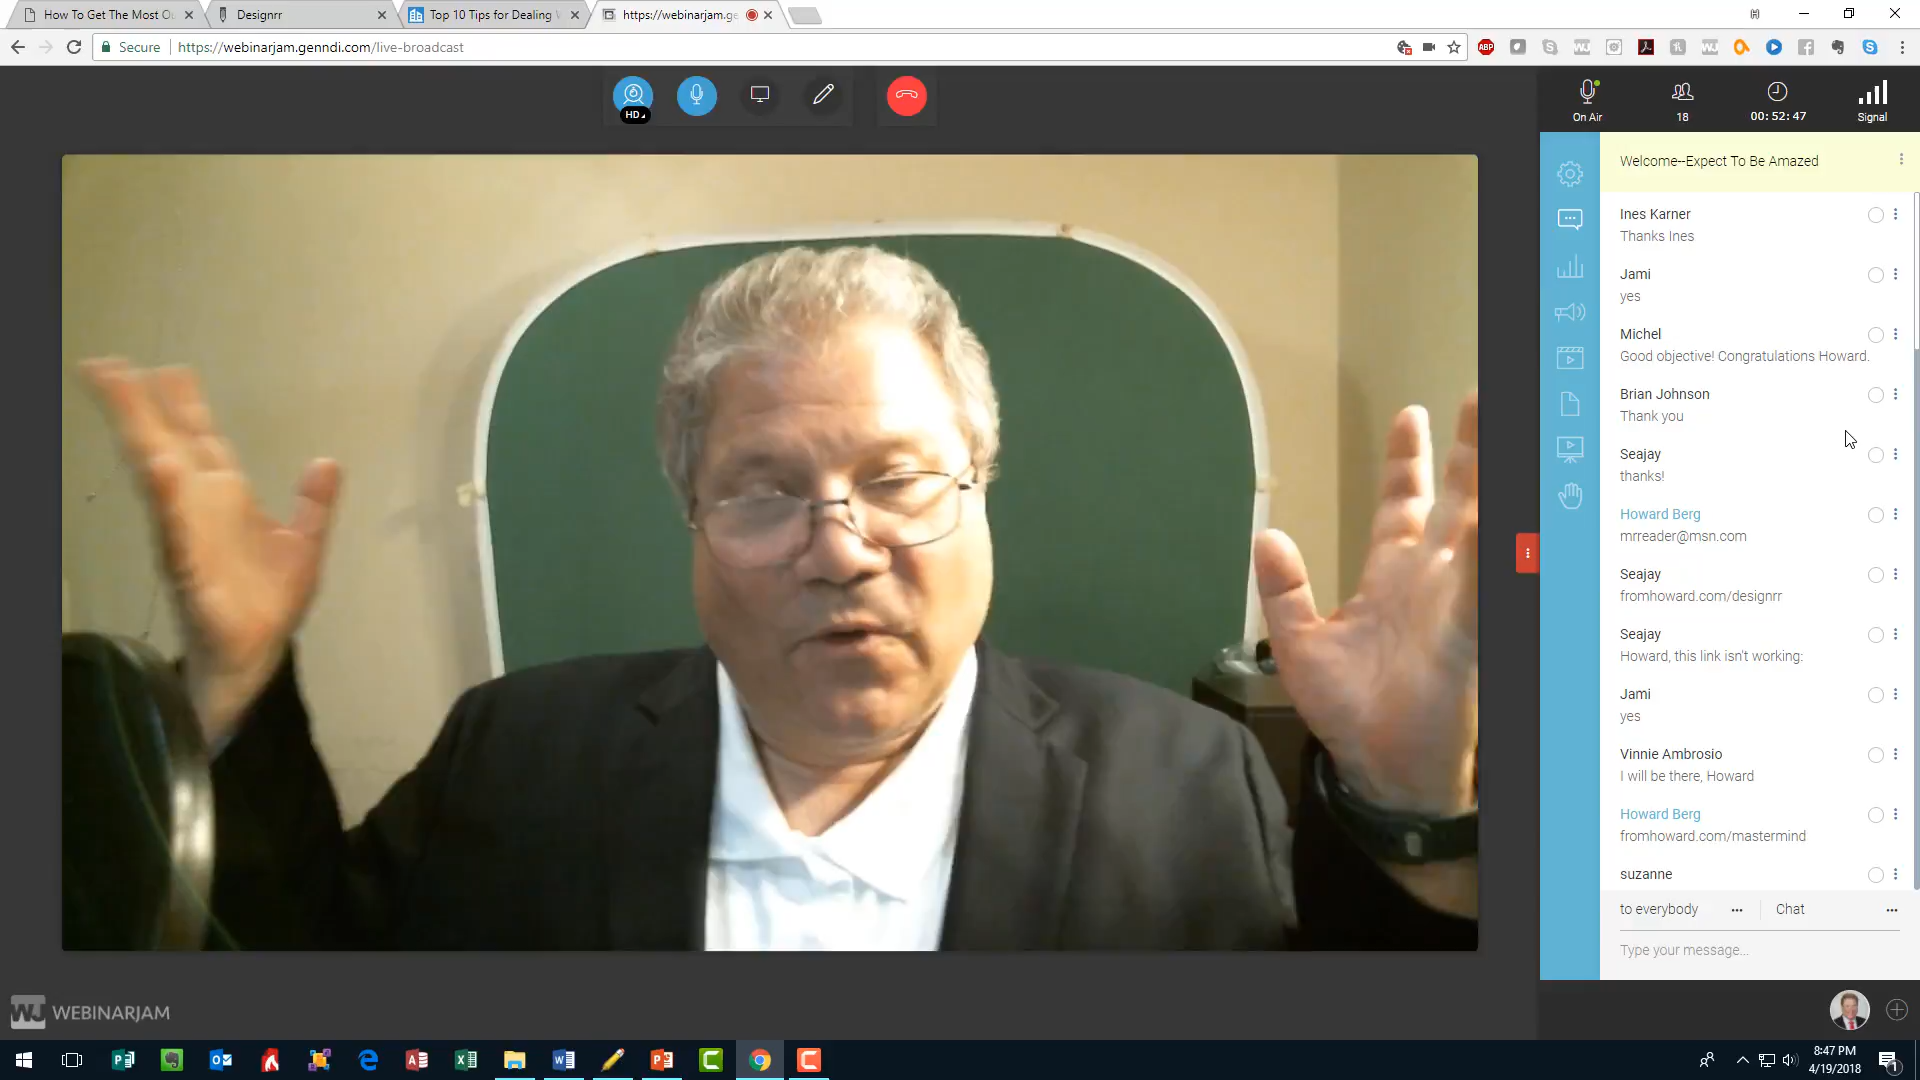 How To Get The Most O
Designrr
Top 10 Tips for Dealing
https://webinarjam.ge
Secure
https://webinarjam.genndi.com/live-broadcast
ABP
HD
On Air
18
00:52:47
Signal
Welcome--Expect To Be Amazed
Ines Karner
Thanks Ines
Jami
yes
Michel
Good objective! Congratulations Howard.
Brian Johnson
Thank you
Seajay
thanks!
Howard Berg
mrreader@msn.com
Seajay
fromhoward.com/designrr
Seajay
Howard, this link isn't working:
Jami
yes
Vinnie Ambrosio
I will be there, Howard
Howard Berg
fromhoward.com/mastermind
suzanne
to everybody
Chat
Type your message...
WJ WEBINARJAM
8:47 PM
4/19/2018
1